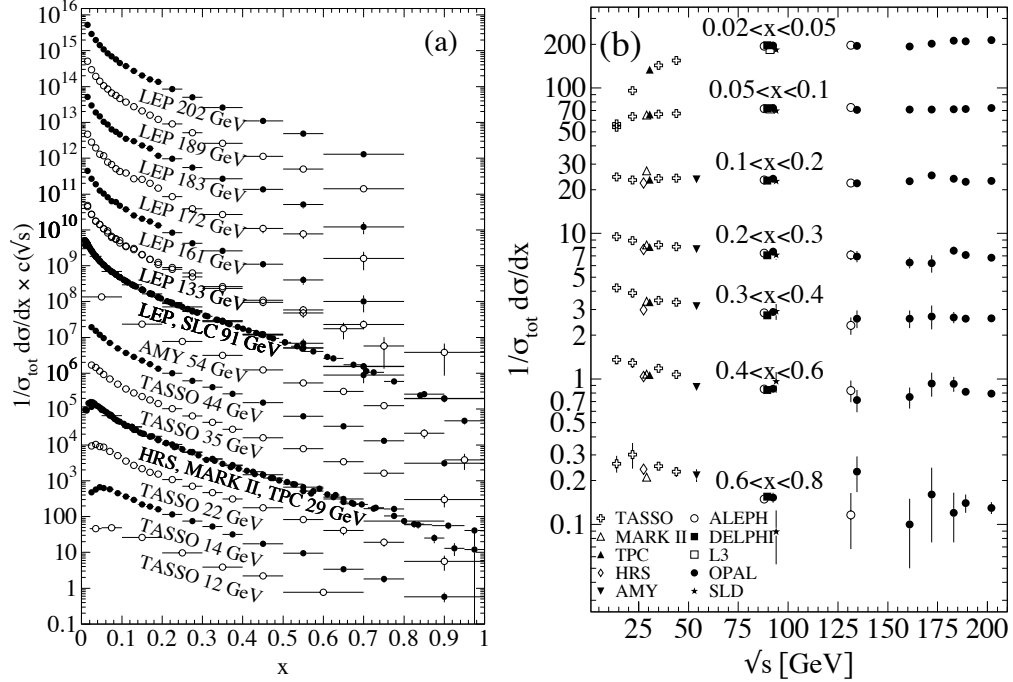 (a)
10^16
10^15
10^14
10^13
10^12
10^11
10^10
10^9
10^8
10^7
10^6
10^5
10^4
10^3
100
10
1
0.1
1/σ_tot dσ/dx × c(√s)
LEP 202 GeV
LEP 189 GeV
LEP 183 GeV
LEP 172 GeV
LEP 161 GeV
LEP 133 GeV
LEP, SLC 91 GeV
AMY 54 GeV
TASSO 44 GeV
TASSO 35 GeV
HRS, MARK II, TPC 29 GeV
TASSO 22 GeV
TASSO 14 GeV
TASSO 12 GeV
0 0.1 0.2 0.3 0.4 0.5 0.6 0.7 0.8 0.9 1
x
(b)
200
100
70
50
30
20
10
7
5
3
2
1
0.7
0.5
0.3
0.2
0.1
1/σ_tot dσ/dx
0.02<x<0.05
0.05<x<0.1
0.1<x<0.2
0.2<x<0.3
0.3<x<0.4
0.4<x<0.6
0.6<x<0.8
TASSO
MARK II
TPC
HRS
AMY
ALEPH
DELPHI
L3
OPAL
SLD
25 50 75 100 125 150 175 200
√s [GeV]